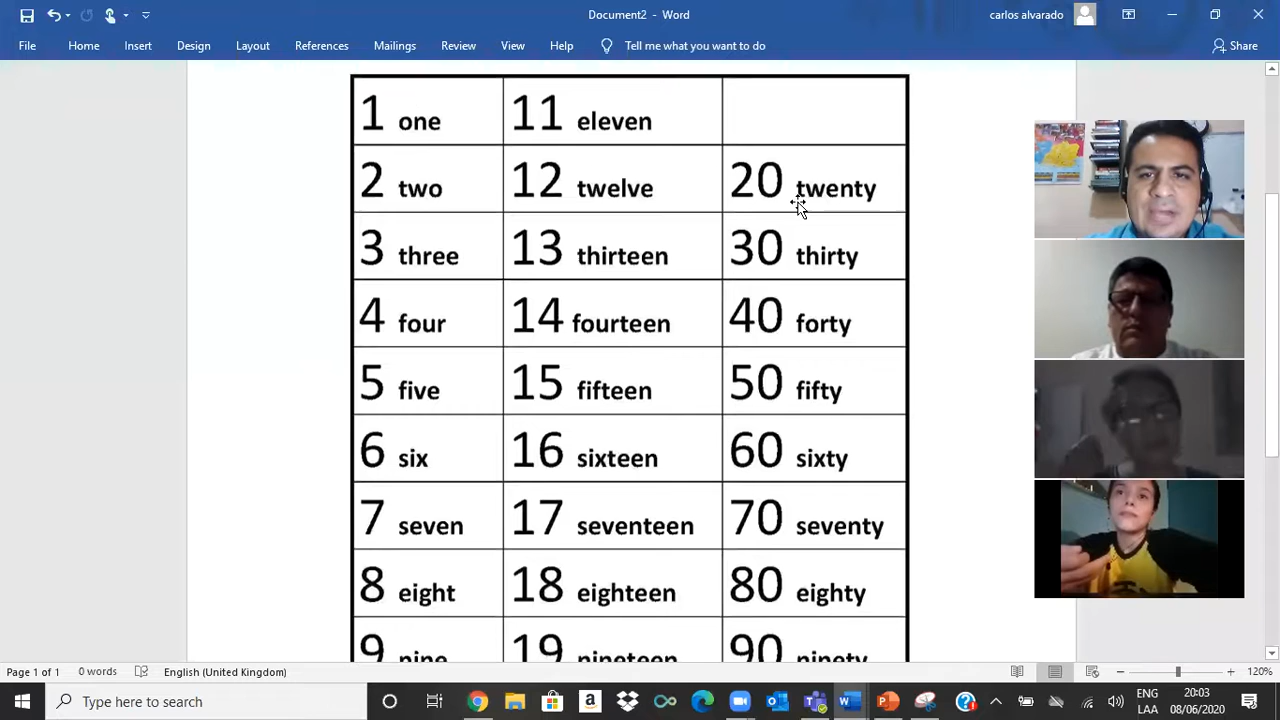 Document2 - Word
carlos alvarado
File Home Insert Design Layout References Mailings Review View Help Tell me what you want to do Share
1 one 11 eleven
2 two 12 twelve 20 twenty
3 three 13 thirteen 30 thirty
4 four 14 fourteen 40 forty
5 five 15 fifteen 50 fifty
6 six 16 sixteen 60 sixty
7 seven 17 seventeen 70 seventy
8 eight 18 eighteen 80 eighty
9 nine 19 nineteen 90 ninety
Page 1 of 1 0 words English (United Kingdom) 120%
Type here to search
ENG 20:03
LAA 08/06/2020